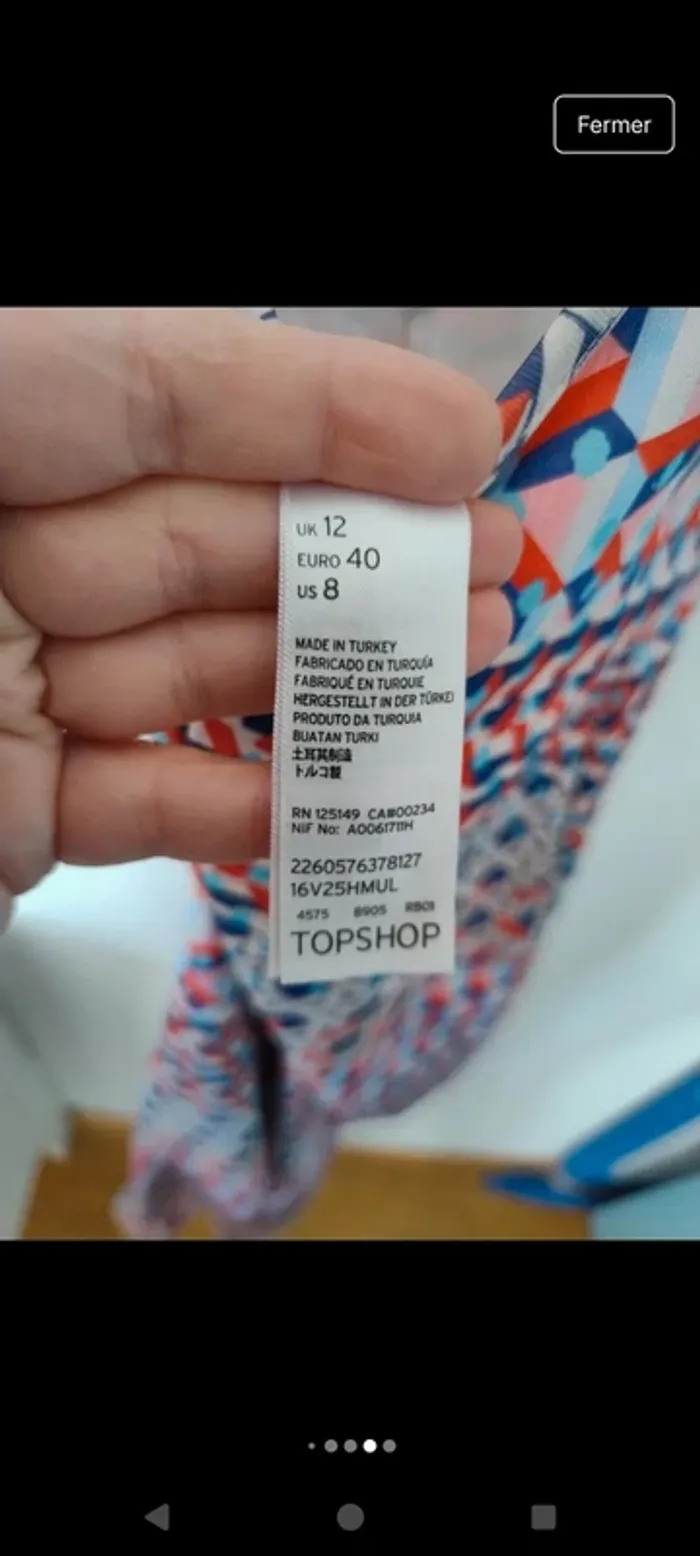 Fermer
UK 12
EURO 40
US 8
MADE IN TURKEY
FABRICADO EN TURQUÍA
FABRIQUÉ EN TURQUIE
HERGESTELLT IN DER TÜRKEI
PRODUTO DA TURQUIA
BUATAN TURKI
土耳其制造
トルコ製
RN 125149 CA#00234
NIF No: A0061711H
2260576378127
16V25HMUL
4575 8905 RB01
TOPSHOP